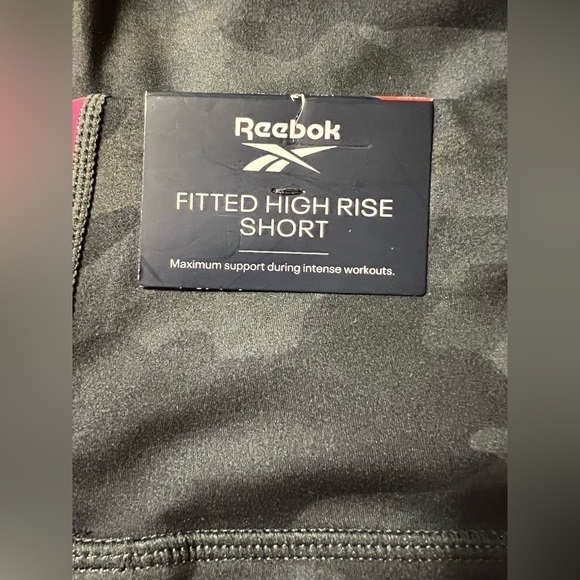 Reebok
FITTED HIGH RISE
SHORT
Maximum support during intense workouts.